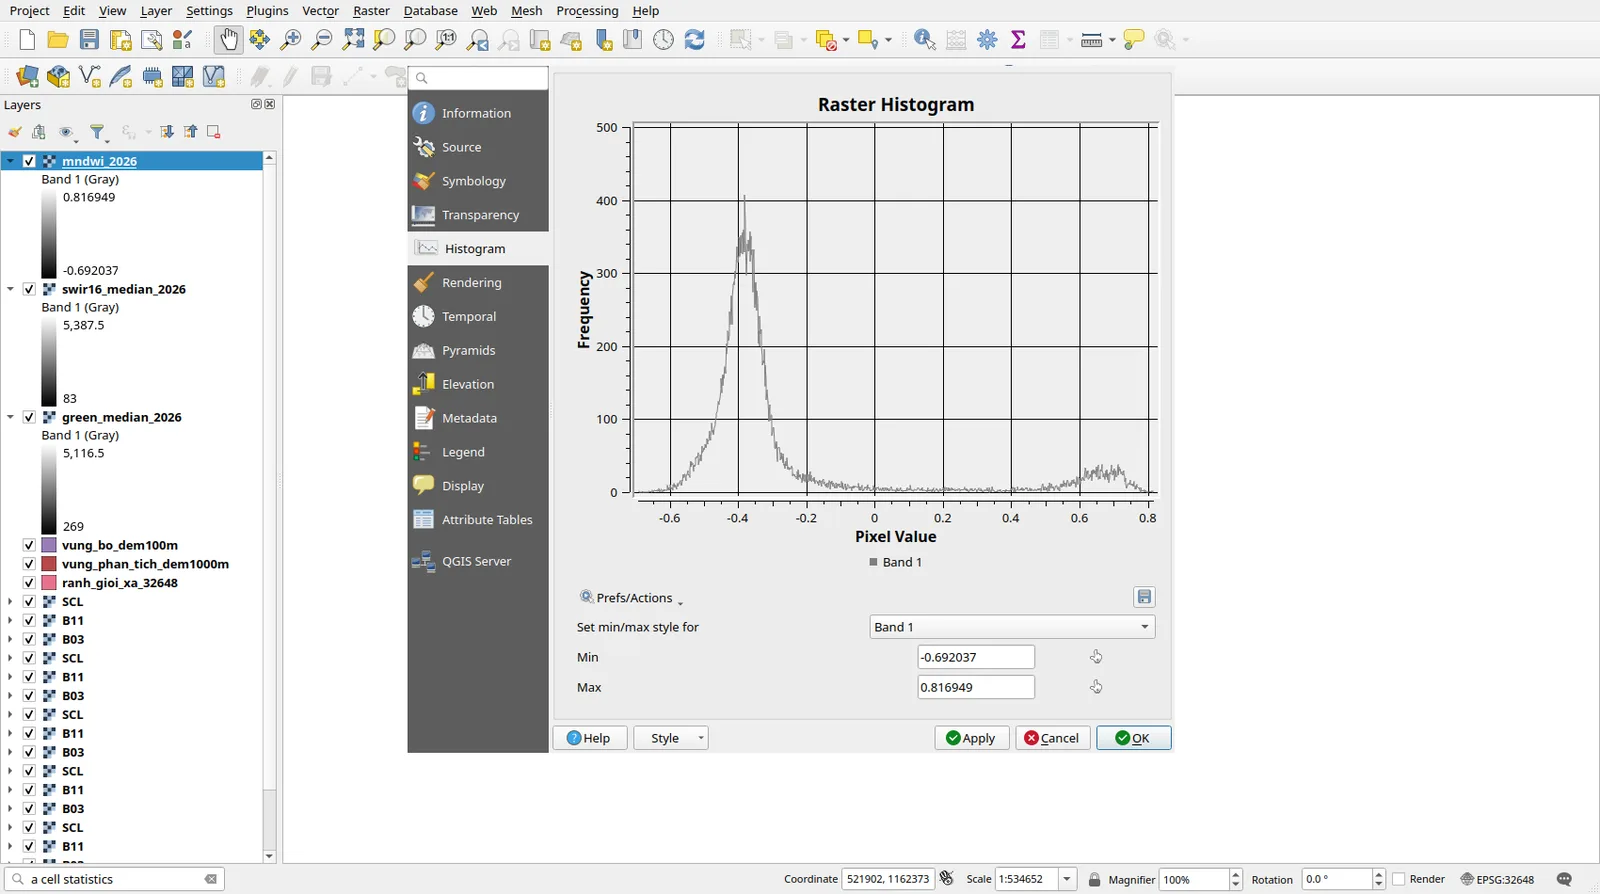 Project Edit View Layer Settings Plugins Vector Raster Database Web Mesh Processing Help
Layers
mndwi_2026
Band 1 (Gray)
0.816949
-0.692037
swir16_median_2026
Band 1 (Gray)
5,387.5
83
green_median_2026
Band 1 (Gray)
5,116.5
269
vung_bo_dem100m
vung_phan_tich_dem1000m
ranh_gioi_xa_32648
SCL
B11
B03
SCL
B11
B03
SCL
B11
B03
SCL
B11
B03
SCL
B11
Information
Source
Symbology
Transparency
Histogram
Rendering
Temporal
Pyramids
Elevation
Metadata
Legend
Display
Attribute Tables
QGIS Server
Raster Histogram
500
400
300
200
100
0
Frequency
-0.6 -0.4 -0.2 0 0.2 0.4 0.6 0.8
Pixel Value
Band 1
Prefs/Actions
Set min/max style for Band 1
Min -0.692037
Max 0.816949
Help Style Apply Cancel OK
a cell statistics Coordinate 521902, 1162373 Scale 1:534652 Magnifier 100% Rotation 0.0 ° Render EPSG:32648